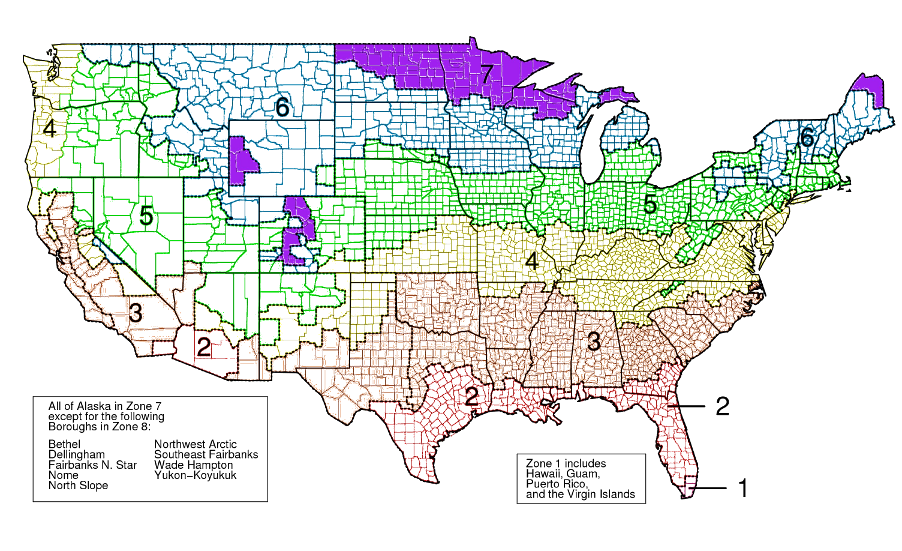 7
6
6
4
5
5
4
3
3
2
2
2
1
All of Alaska in Zone 7
except for the following
Boroughs in Zone 8:
Bethel
Dellingham
Fairbanks N. Star
Nome
North Slope
Northwest Arctic
Southeast Fairbanks
Wade Hampton
Yukon-Koyukuk
Zone 1 includes
Hawaii, Guam,
Puerto Rico,
and the Virgin Islands